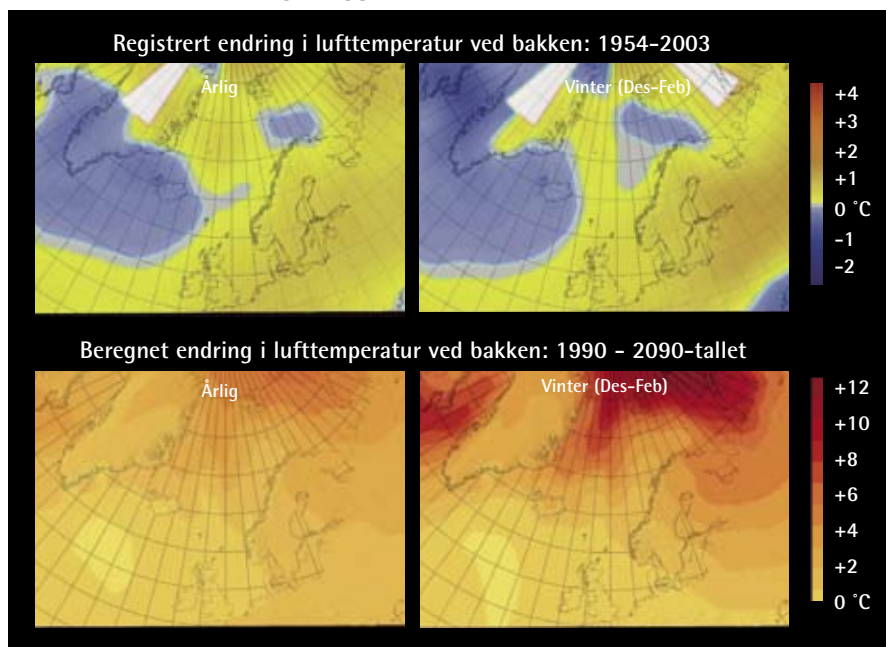 Registrert endring i lufttemperatur ved bakken: 1954-2003
Årlig
Vinter (Des-Feb)
+4
+3
+2
+1
0 ˚C
-1
-2
Beregnet endring i lufttemperatur ved bakken: 1990 - 2090-tallet
Årlig
Vinter (Des-Feb)
+12
+10
+8
+6
+4
+2
0 ˚C